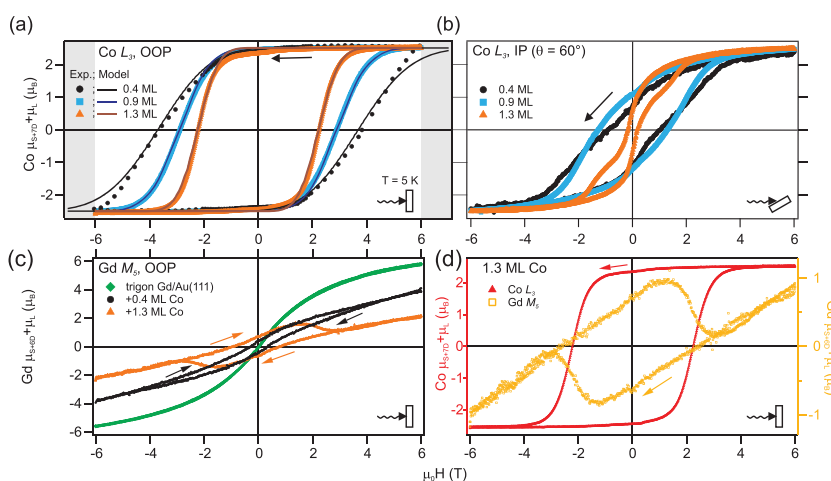 (a)
Co L3, OOP
Exp.; Model
0.4 ML
0.9 ML
1.3 ML
T = 5 K
Co μS+7D+μL (μB)
2
1
0
-1
-2
-6 -4 -2 0 2 4 6
(b)
Co L3, IP (θ = 60°)
0.4 ML
0.9 ML
1.3 ML
2
1
0
-1
-2
-6 -4 -2 0 2 4 6
(c)
Gd M5, OOP
trigon Gd/Au(111)
+0.4 ML Co
+1.3 ML Co
Gd μS+6D+μL (μB)
6
4
2
0
-2
-4
-6
-6 -4 -2 0 2 4 6
(d)
1.3 ML Co
Co L3
Gd M5
Co μS+7D+μL (μB)
2
1
0
-1
-2
1
0
-1
-6 -4 -2 0 2 4 6
μ0H (T)